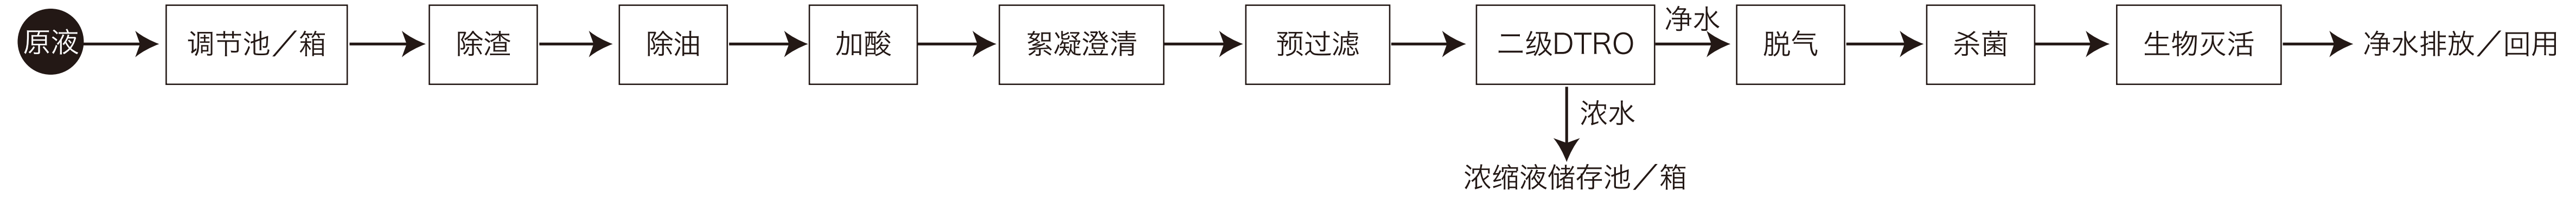 原液
调节池／箱
除渣
除油
加酸
絮凝澄清
预过滤
二级DTRO
净水
脱气
杀菌
生物灭活
净水排放／回用
浓水
浓缩液储存池／箱